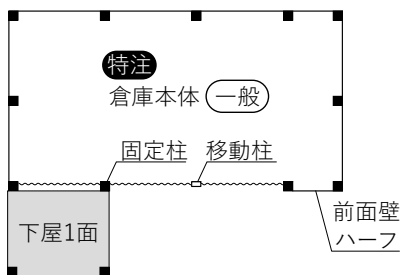 特注
倉庫本体 一般
固定柱 移動柱
前面壁
ハーフ
下屋1面